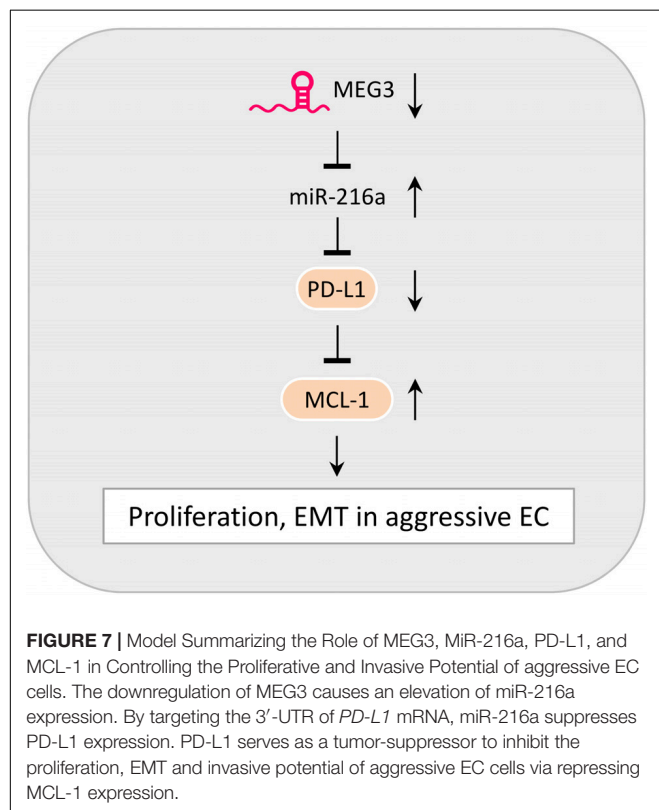 MEG3
miR-216a
PD-L1
MCL-1
Proliferation, EMT in aggressive EC
FIGURE 7 | Model Summarizing the Role of MEG3, MiR-216a, PD-L1, and
MCL-1 in Controlling the Proliferative and Invasive Potential of aggressive EC
cells. The downregulation of MEG3 causes an elevation of miR-216a
expression. By targeting the 3′-UTR of PD-L1 mRNA, miR-216a suppresses
PD-L1 expression. PD-L1 serves as a tumor-suppressor to inhibit the
proliferation, EMT and invasive potential of aggressive EC cells via repressing
MCL-1 expression.